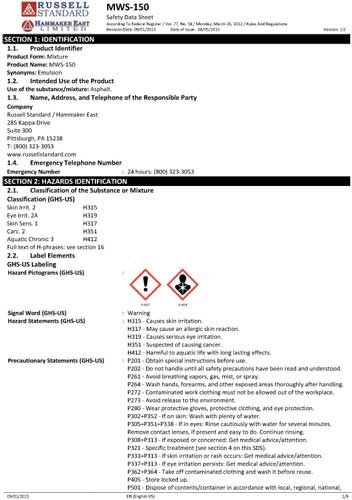 RUSSELL
STANDARD
HAMMAKER EAST
LIMITED
MWS-150
Safety Data Sheet
According To Federal Register / Vol. 77, No. 58 / Monday, March 26, 2012 / Rules And Regulations
Revision Date: 09/01/2015 Date of issue: 08/05/2015 Version: 1.0
SECTION 1: IDENTIFICATION
1.1. Product Identifier
Product Form: Mixture
Product Name: MWS-150
Synonyms: Emulsion
1.2. Intended Use of the Product
Use of the substance/mixture: Asphalt.
1.3. Name, Address, and Telephone of the Responsible Party
Company
Russell Standard / Hammaker East
285 Kappa Drive
Suite 300
Pittsburgh, PA 15238
T: (800) 323-3053
www.russellstandard.com
1.4. Emergency Telephone Number
Emergency Number : 24 hours: (800) 323-3053
SECTION 2: HAZARDS IDENTIFICATION
2.1. Classification of the Substance or Mixture
Classification (GHS-US)
Skin Irrit. 2 H315
Eye Irrit. 2A H319
Skin Sens. 1 H317
Carc. 2 H351
Aquatic Chronic 3 H412
Full text of H-phrases: see section 16
2.2. Label Elements
GHS-US Labeling
Hazard Pictograms (GHS-US) :
GHS07 GHS08
Signal Word (GHS-US) : Warning
Hazard Statements (GHS-US) : H315 - Causes skin irritation.
H317 - May cause an allergic skin reaction.
H319 - Causes serious eye irritation.
H351 - Suspected of causing cancer.
H412 - Harmful to aquatic life with long lasting effects.
Precautionary Statements (GHS-US) : P201 - Obtain special instructions before use.
P202 - Do not handle until all safety precautions have been read and understood.
P261 - Avoid breathing vapors, gas, mist, or spray.
P264 - Wash hands, forearms, and other exposed areas thoroughly after handling.
P272 - Contaminated work clothing must not be allowed out of the workplace.
P273 - Avoid release to the environment.
P280 - Wear protective gloves, protective clothing, and eye protection.
P302+P352 - If on skin: Wash with plenty of water.
P305+P351+P338 - If in eyes: Rinse cautiously with water for several minutes.
Remove contact lenses, if present and easy to do. Continue rinsing.
P308+P313 - If exposed or concerned: Get medical advice/attention.
P321 - Specific treatment (see section 4 on this SDS).
P333+P313 - If skin irritation or rash occurs: Get medical advice/attention.
P337+P313 - If eye irritation persists: Get medical advice/attention.
P362+P364 - Take off contaminated clothing and wash it before reuse.
P405 - Store locked up.
P501 - Dispose of contents/container in accordance with local, regional, national,
09/01/2015 EN (English US) 1/9